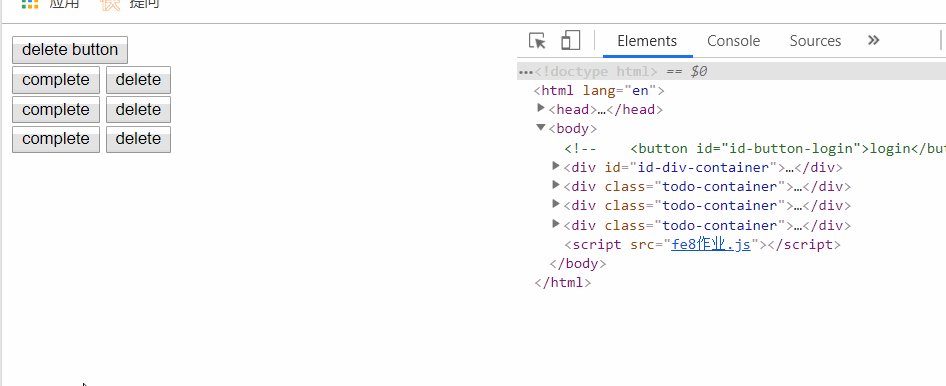 应用 提问
delete button
complete delete
complete delete
complete delete
Elements Console Sources »
…<!doctype html> == $0
<html lang="en">
<head>…</head>
<body>
<!-- <button id="id-button-login">login</but
<div id="id-div-container">…</div>
<div class="todo-container">…</div>
<div class="todo-container">…</div>
<div class="todo-container">…</div>
<script src="fe8作业.js"></script>
</body>
</html>